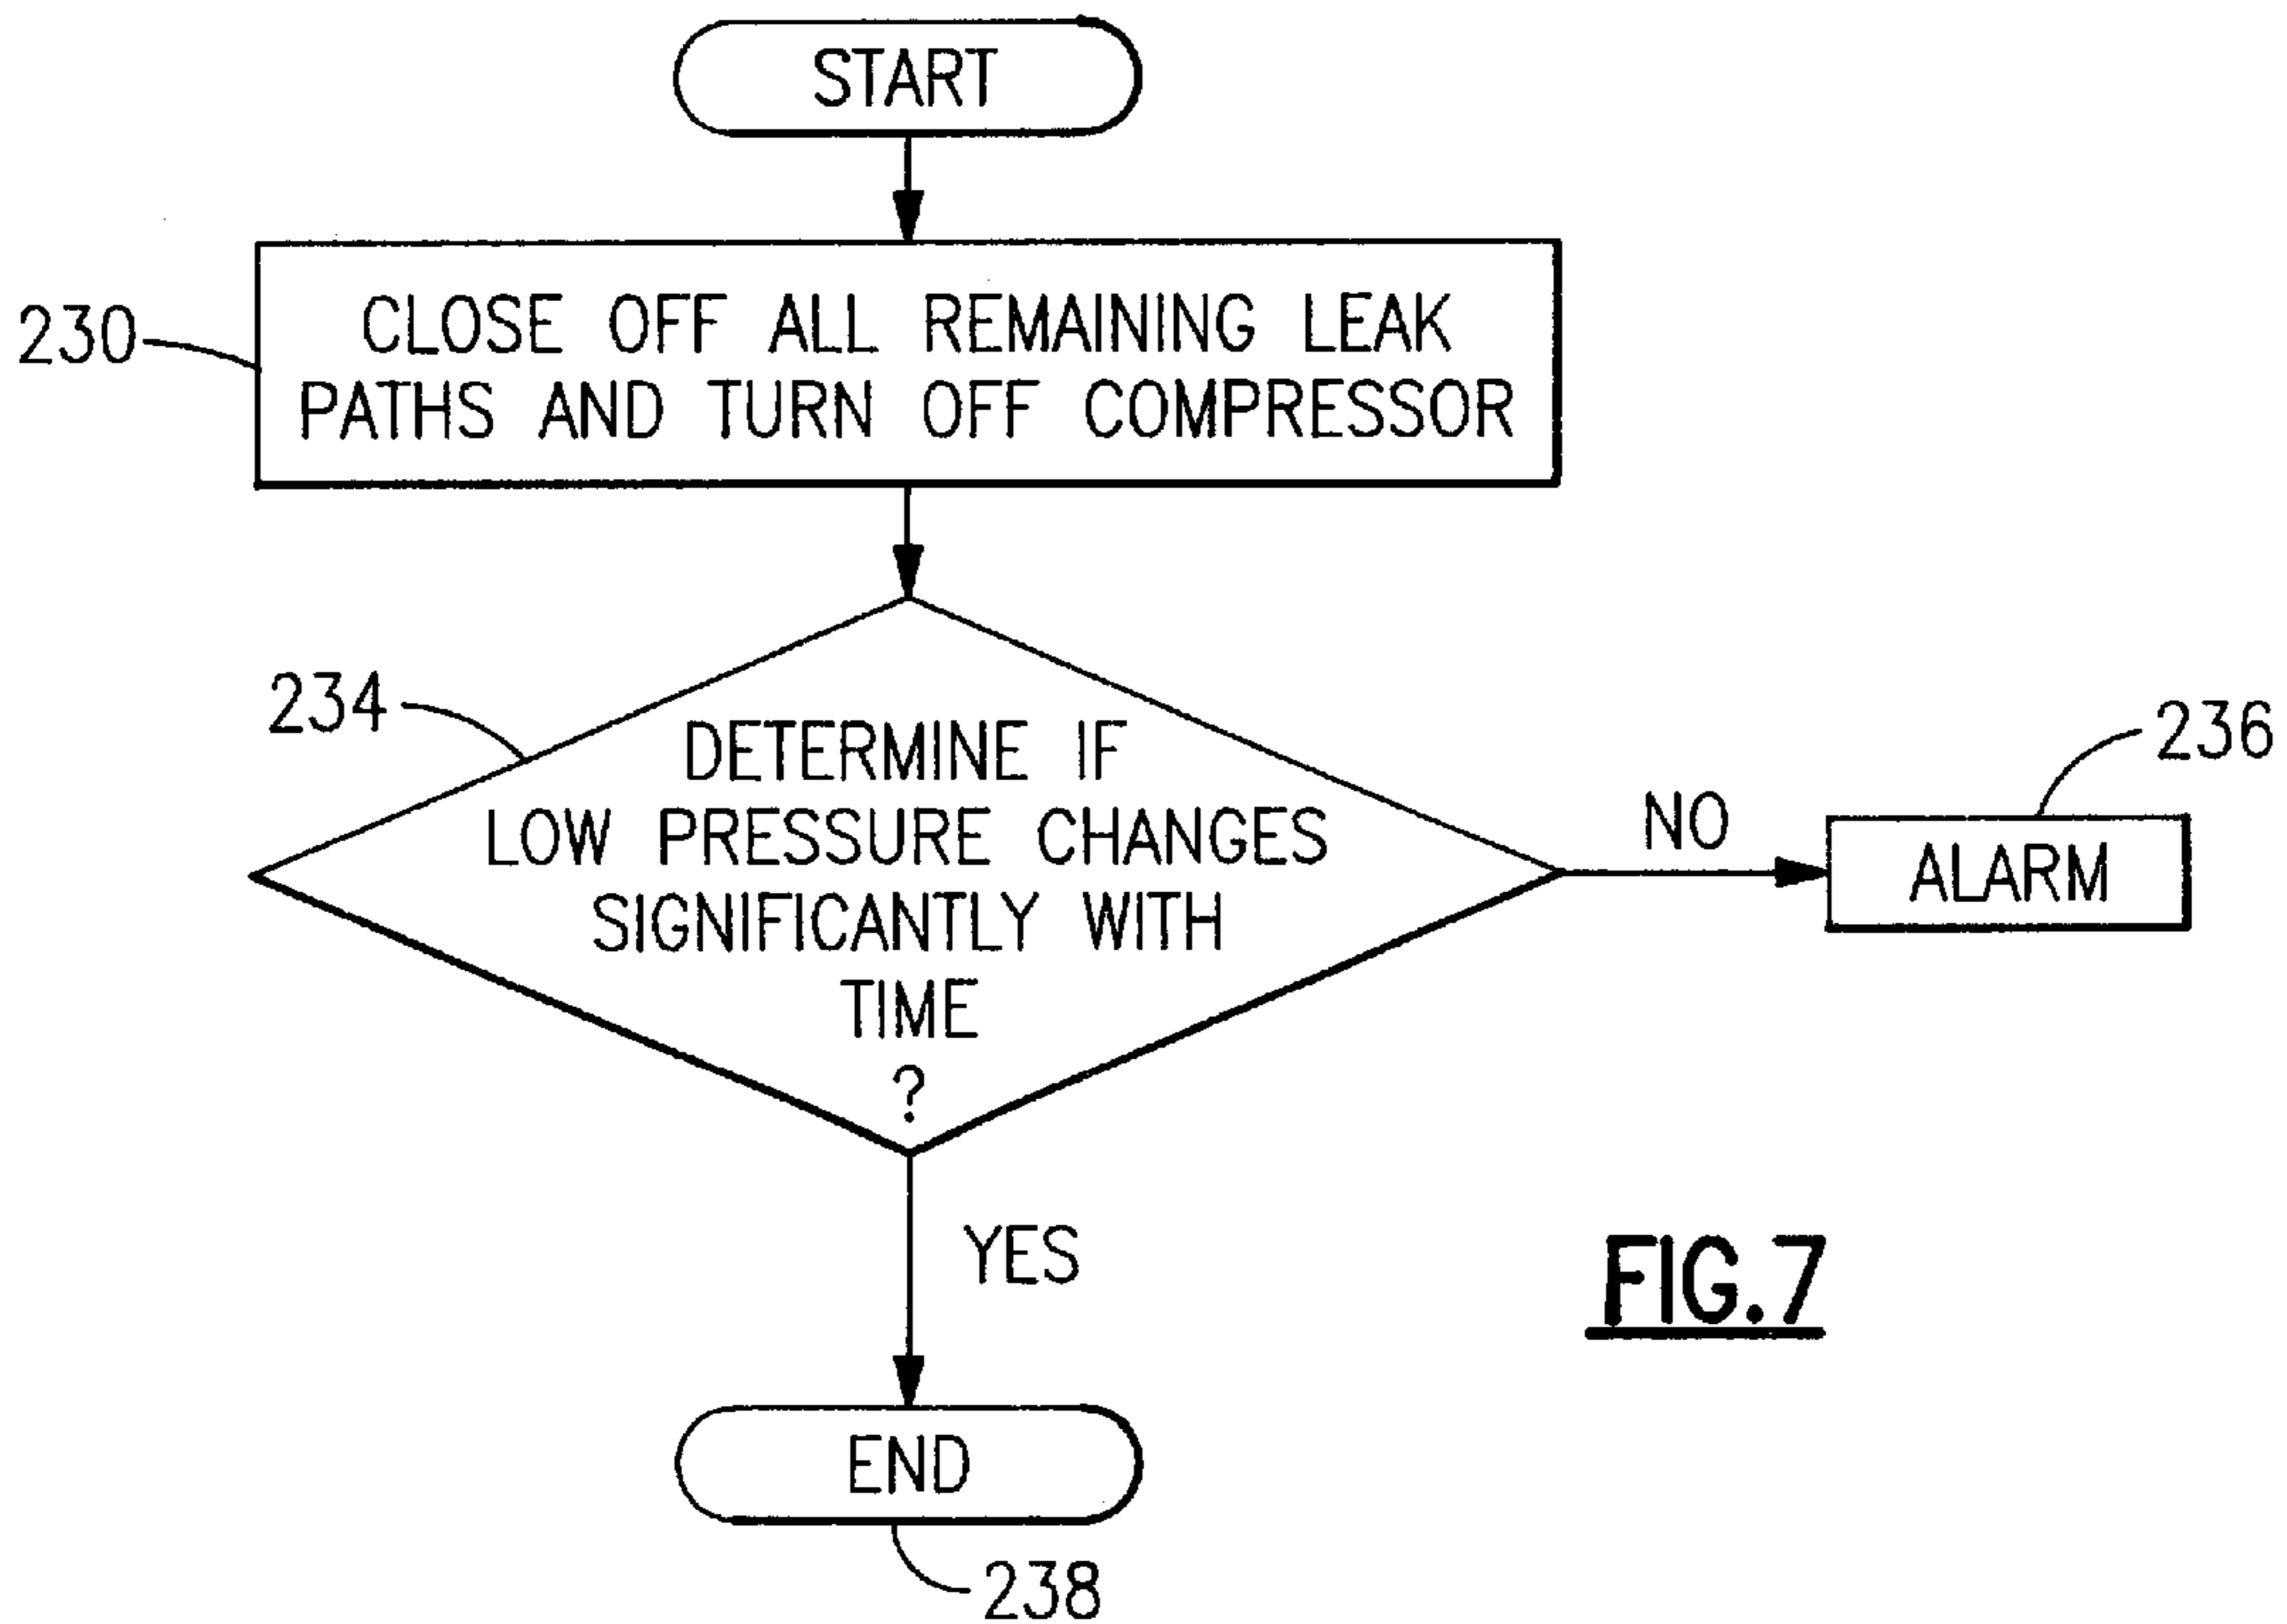 START
230
CLOSE OFF ALL REMAINING LEAK
PATHS AND TURN OFF COMPRESSOR
234
DETERMINE IF
LOW PRESSURE CHANGES
SIGNIFICANTLY WITH
TIME
?
NO
236
ALARM
YES
END
238
FIG.7